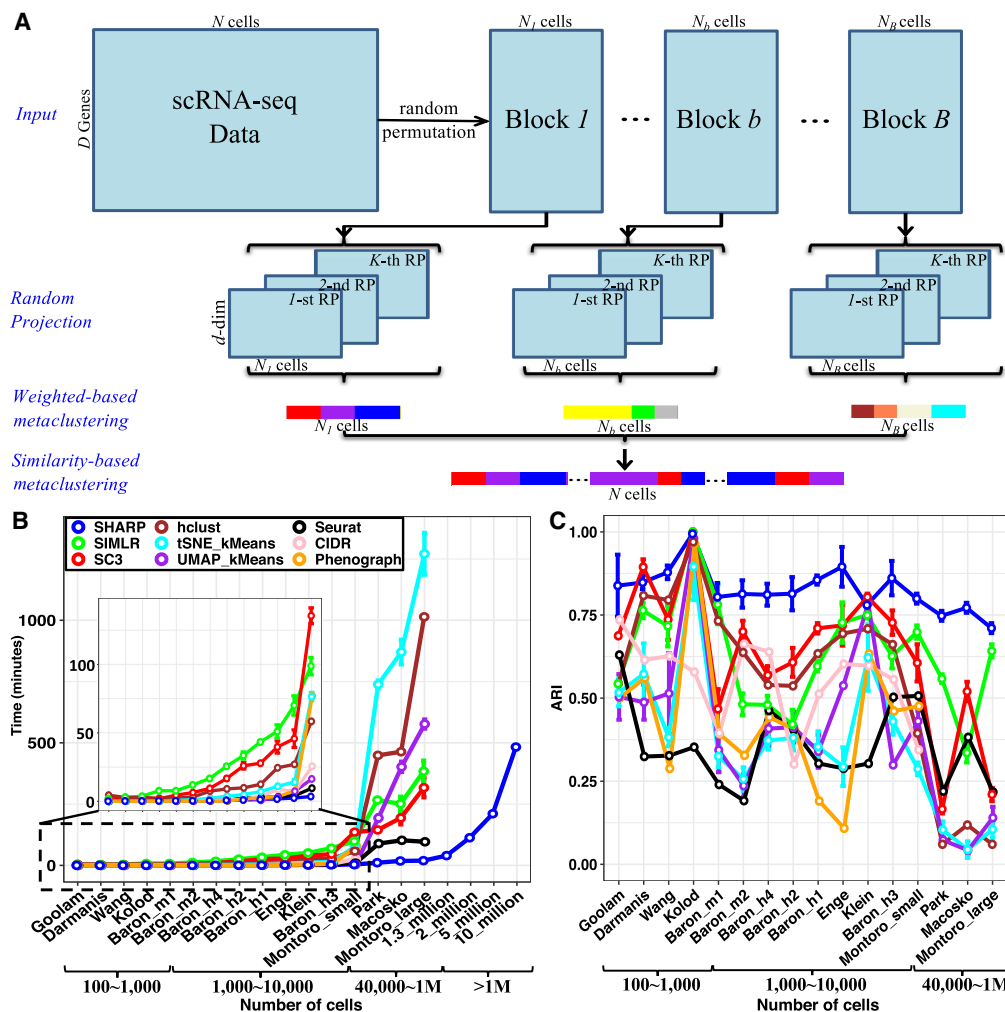 A
N cells
N1 cells
Nb cells
NB cells
Input
D Genes
scRNA-seq
Data
random
permutation
Block 1
...
Block b
...
Block B
Random
Projection
d-dim
K-th RP
2-nd RP
1-st RP
N1 cells
K-th RP
2-nd RP
1-st RP
Nb cells
K-th RP
2-nd RP
1-st RP
NB cells
Weighted-based
metaclustering
N1 cells
Nb cells
NB cells
Similarity-based
metaclustering
...
...
N cells
B
SHARP
SIMLR
SC3
hclust
tSNE_kMeans
UMAP_kMeans
Seurat
CIDR
Phenograph
Time (minutes)
1000
500
0
100
50
0
Goolam
Darmanis
Wang
Kolod
Baron_m1
Baron_m2
Baron_h4
Baron_h2
Baron_h1
Enge
Klein
Baron_h3
Montoro_small
Park
Macosko
Montoro_large
1.3_million
2_million
5_million
10_million
100~1,000
1,000~10,000
40,000~1M
>1M
Number of cells
C
ARI
1.00
0.75
0.50
0.25
0.00
Goolam
Darmanis
Wang
Kolod
Baron_m1
Baron_m2
Baron_h4
Baron_h2
Baron_h1
Enge
Klein
Baron_h3
Montoro_small
Park
Macosko
Montoro_large
100~1,000
1,000~10,000
40,000~1M
Number of cells